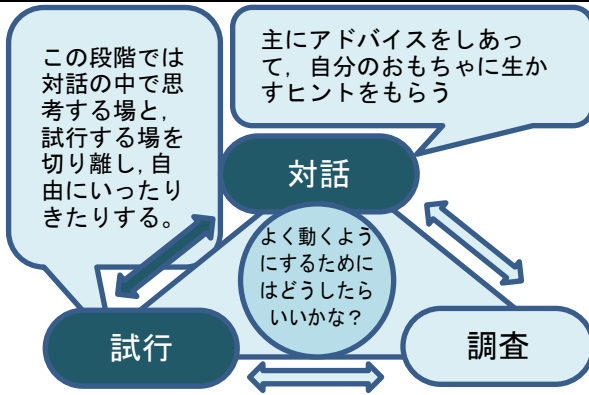 この段階では
対話の中で思
考する場と，
試行する場を
切り離し，自
由にいったり
きたりする。
主にアドバイスをしあっ
て，自分のおもちゃに生か
すヒントをもらう
対話
よく動くよう
にするために
はどうしたら
いいかな？
試行
調査